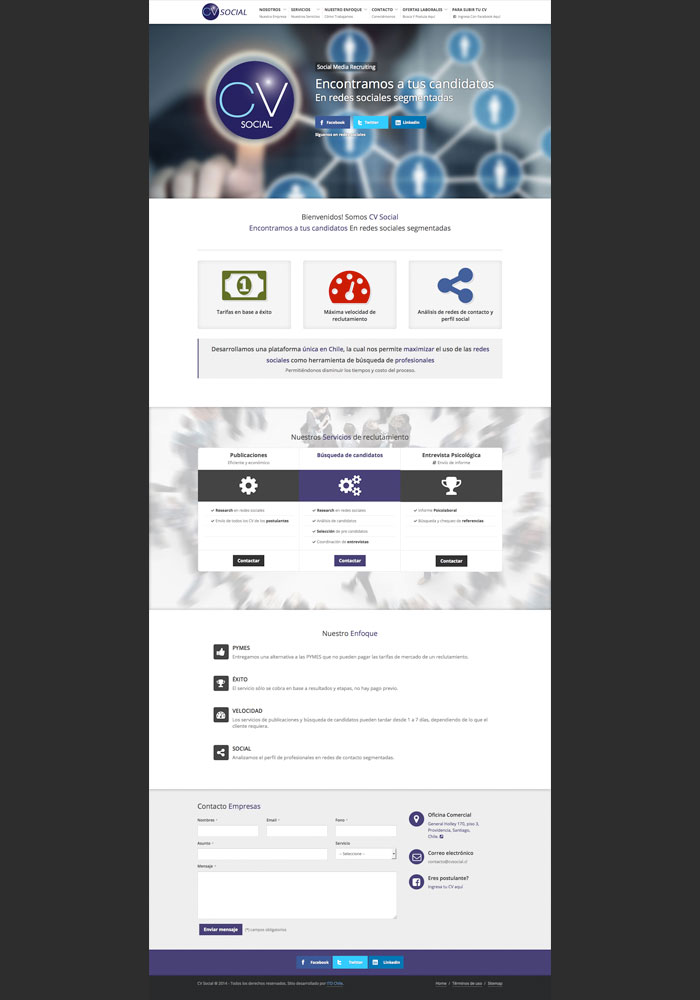 CV SOCIAL
NOSOTROS SERVICIOS NUESTRO ENFOQUE CONTACTO OFERTAS LABORALES PARA SUBIR TU CV
Nuestra Empresa Nuestros Servicios Cómo Trabajamos Conversemos Busca Y Postula Aquí Ingresa Con Facebook Aquí
CV
SOCIAL
Social Media Recruiting
Encontramos a tus candidatos
En redes sociales segmentadas
Facebook Twitter LinkedIn
Síguenos en redes sociales
Bienvenidos! Somos CV Social
Encontramos a tus candidatos En redes sociales segmentadas
1
Tarifas en base a éxito
Máxima velocidad de
reclutamiento
Análisis de redes de contacto y
perfil social
Desarrollamos una plataforma única en Chile, la cual nos permite maximizar el uso de las redes
sociales como herramienta de búsqueda de profesionales
Permitiéndonos disminuir los tiempos y costo del proceso.
Nuestros Servicios de reclutamiento
Publicaciones
Eficiente y económico
Research en redes sociales
Envío de todos los CV de los postulantes
Contactar
Búsqueda de candidatos
Research en redes sociales
Análisis de candidatos
Selección de pre candidatos
Coordinación de entrevistas
Contactar
Entrevista Psicológica
Envío de Informe
Informe Psicolaboral
Búsqueda y chequeo de referencias
Contactar
Nuestro Enfoque
PYMES
Entregamos una alternativa a las PYMES que no pueden pagar las tarifas de mercado de un reclutamiento.
ÉXITO
El servicio sólo se cobra en base a resultados y etapas, no hay pago previo.
VELOCIDAD
Los servicios de publicaciones y búsqueda de candidatos pueden tardar desde 1 a 7 días, dependiendo de lo que el
cliente requiera.
SOCIAL
Analizamos el perfil de profesionales en redes de contacto segmentadas.
Contacto Empresas
Nombres * Email * Fono *
Asunto * Servicio
-- Seleccione --
Mensaje *
Enviar mensaje (*) campos obligatorios
Oficina Comercial
General Holley 170, piso 3,
Providencia, Santiago,
Chile.
Correo electrónico
contacto@cvsocial.cl
Eres postulante?
Ingresa tu CV aquí
Facebook Twitter LinkedIn
CV Social © 2014 - Todos los derechos reservados. Sitio desarrollado por ITD Chile.
Home / Términos de uso / Sitemap